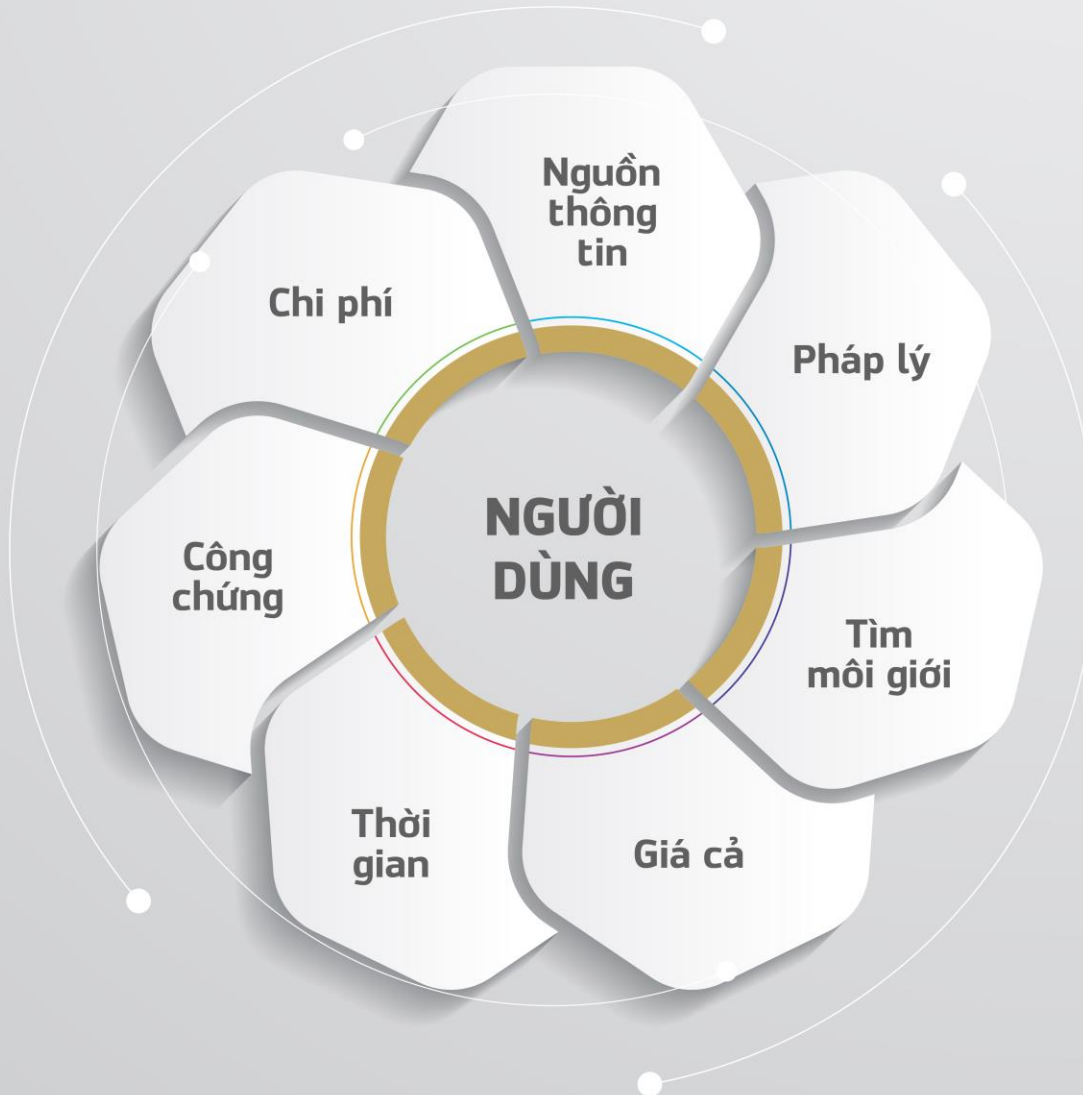 Nguồn
thông
tin
Pháp lý
Tìm
môi giới
Giá cả
Thời
gian
Công
chứng
Chi phí
NGƯỜI
DÙNG